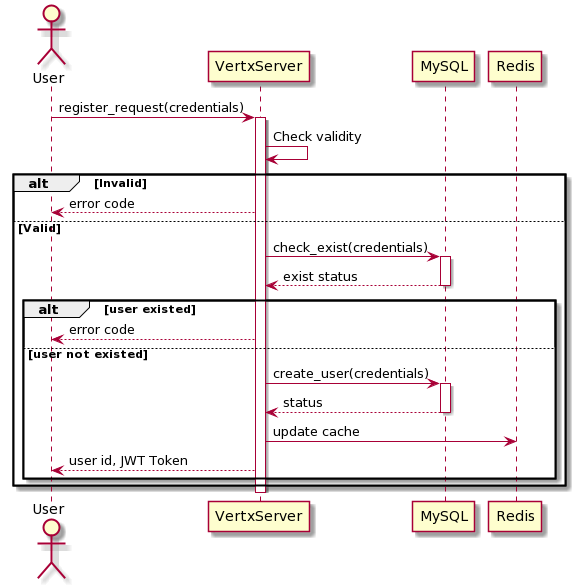 User
VertxServer
MySQL
Redis
register_request(credentials)
Check validity
alt [Invalid]
error code
[Valid]
check_exist(credentials)
exist status
alt [user existed]
error code
[user not existed]
create_user(credentials)
status
update cache
user id, JWT Token
User
VertxServer
MySQL
Redis